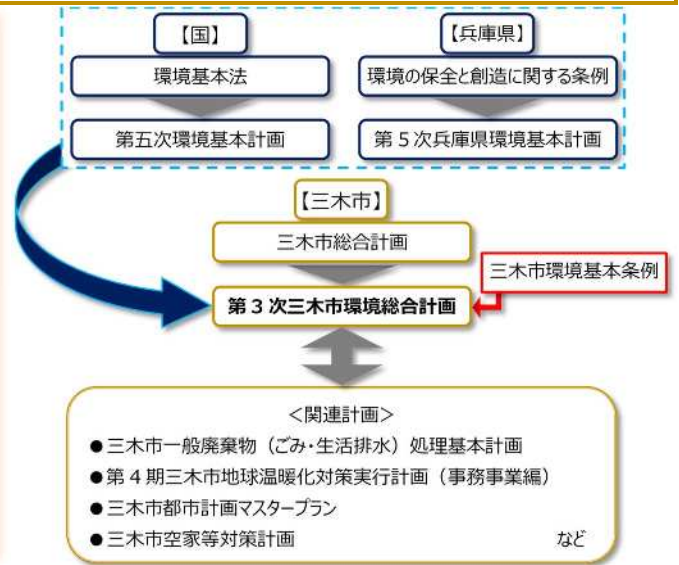 【国】
【兵庫県】
環境基本法
環境の保全と創造に関する条例
第五次環境基本計画
第5次兵庫県環境基本計画
【三木市】
三木市総合計画
三木市環境基本条例
第3次三木市環境総合計画
<関連計画>
●三木市一般廃棄物（ごみ・生活排水）処理基本計画
●第4期三木市地球温暖化対策実行計画（事務事業編）
●三木市都市計画マスタープラン
●三木市空家等対策計画 など